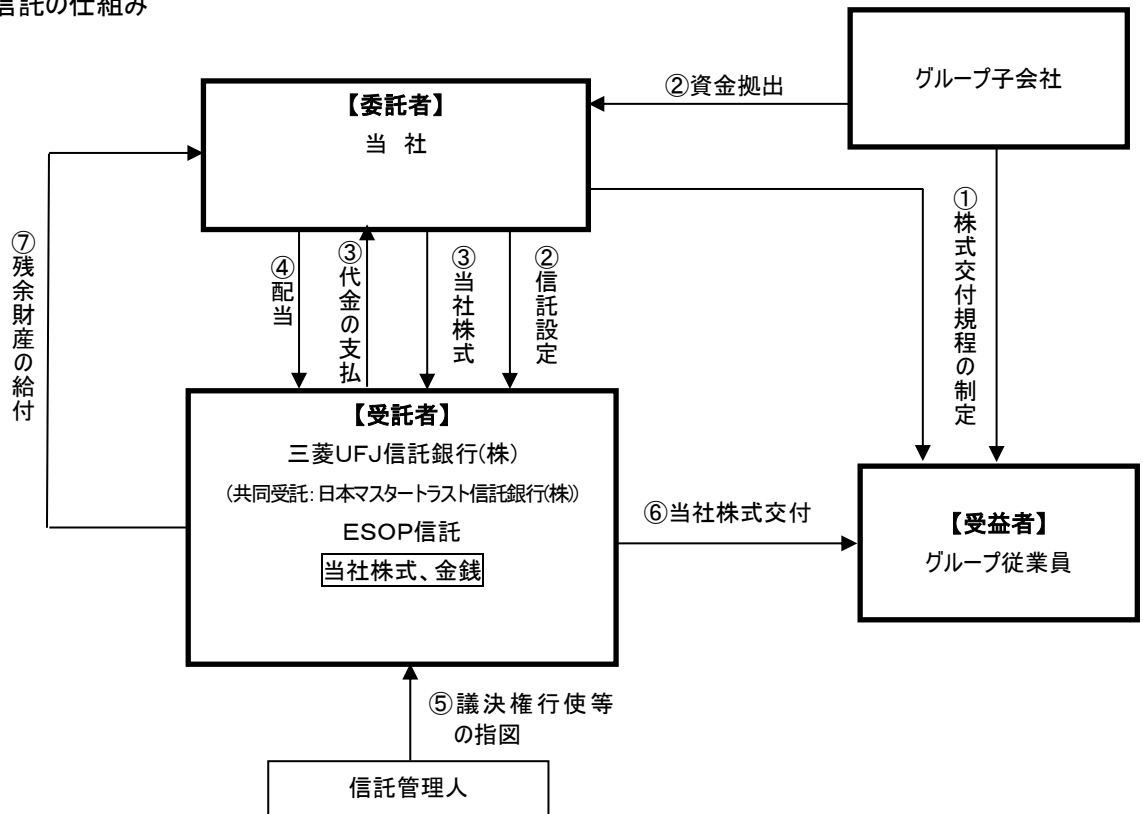 信託の仕組み
グループ子会社
②資金拠出
【委託者】
当 社
①株式交付規程の制定
⑦残余財産の給付
④配当
③代金の支払
③当社株式
②信託設定
【受託者】
三菱UFJ信託銀行(株)
(共同受託:日本マスタートラスト信託銀行(株))
ESOP信託
当社株式、金銭
⑥当社株式交付
【受益者】
グループ従業員
⑤議決権行使等
の指図
信託管理人